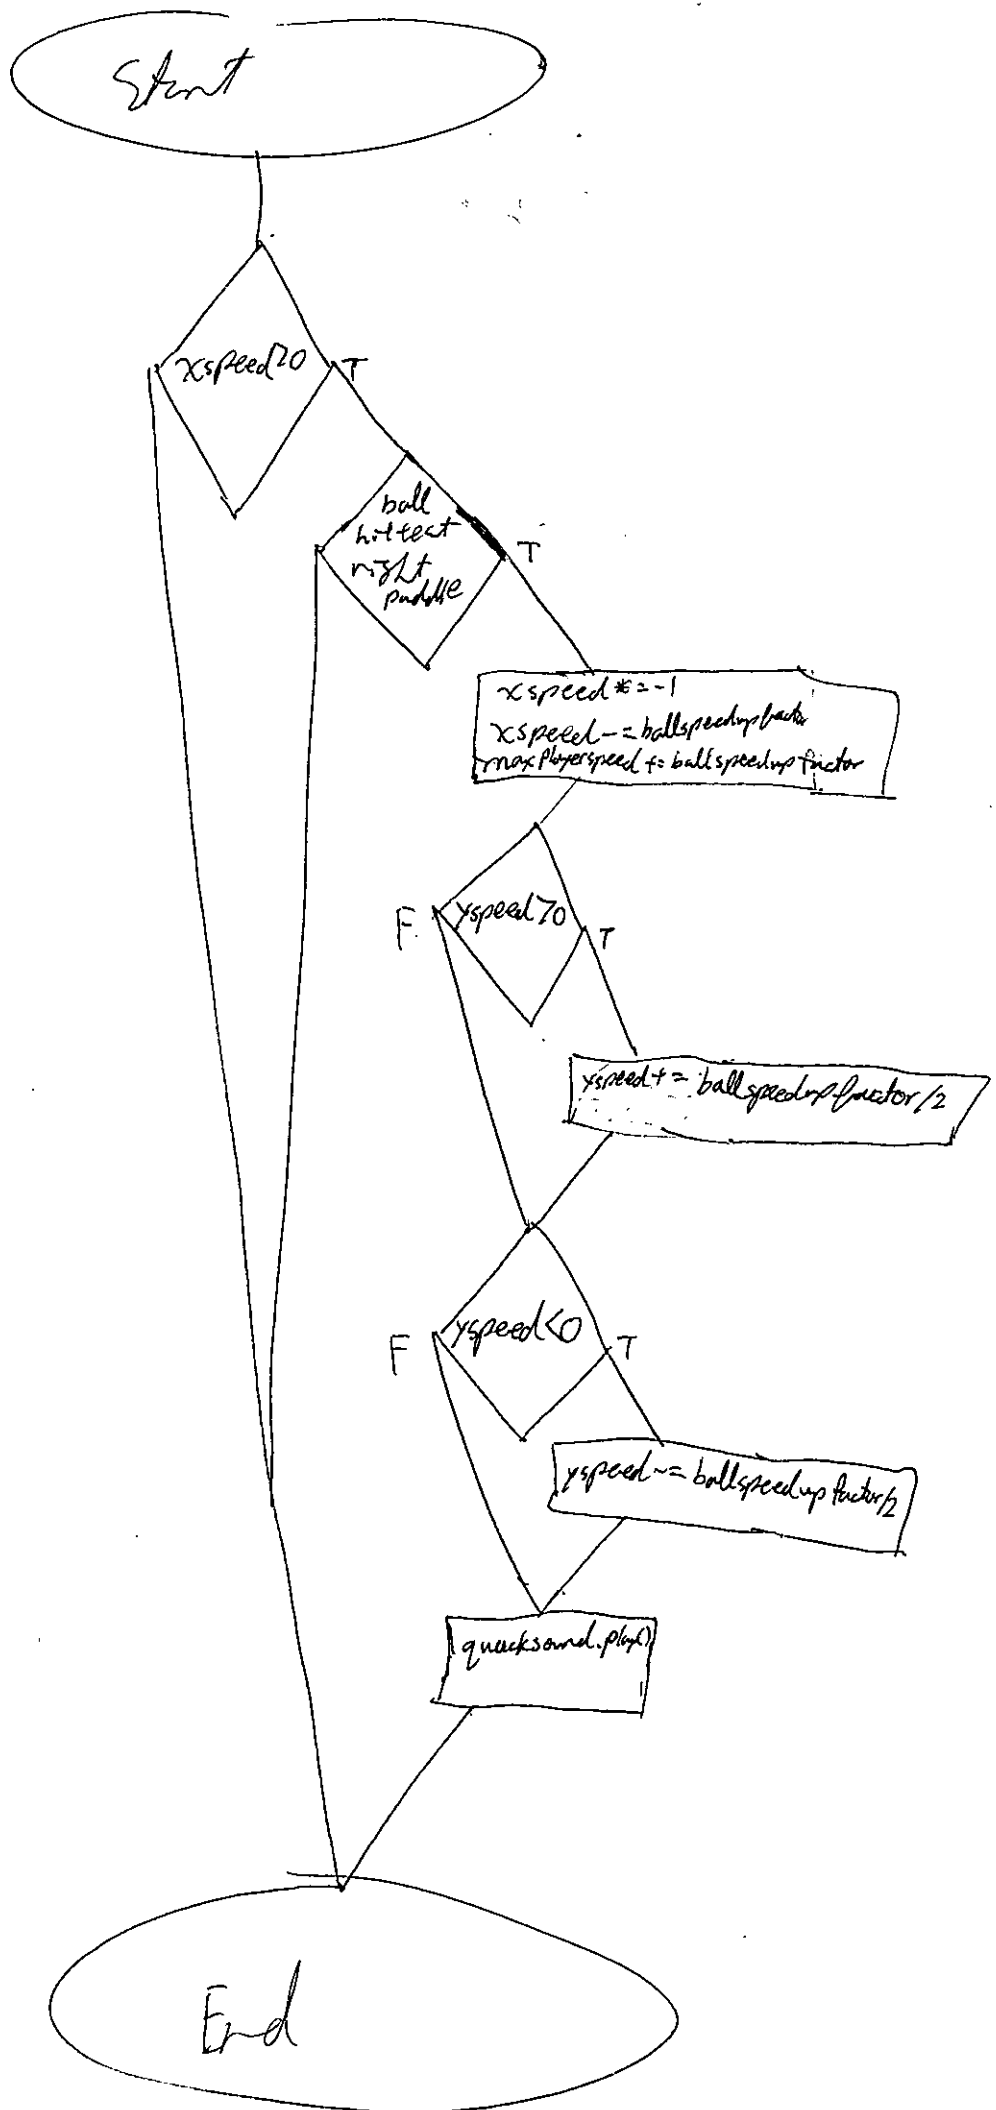 Start
xspeed>0
T
ball
hittest
right
paddle
T
xspeed*=-1
xspeed-=ballspeedupfactor
maxPlayerspeed+=ballspeedupfactor
F
yspeed>0
T
yspeed+=ballspeedupfactor/2
F
yspeed<0
T
yspeed-=ballspeedupfactor/2
quacksound.play()
End